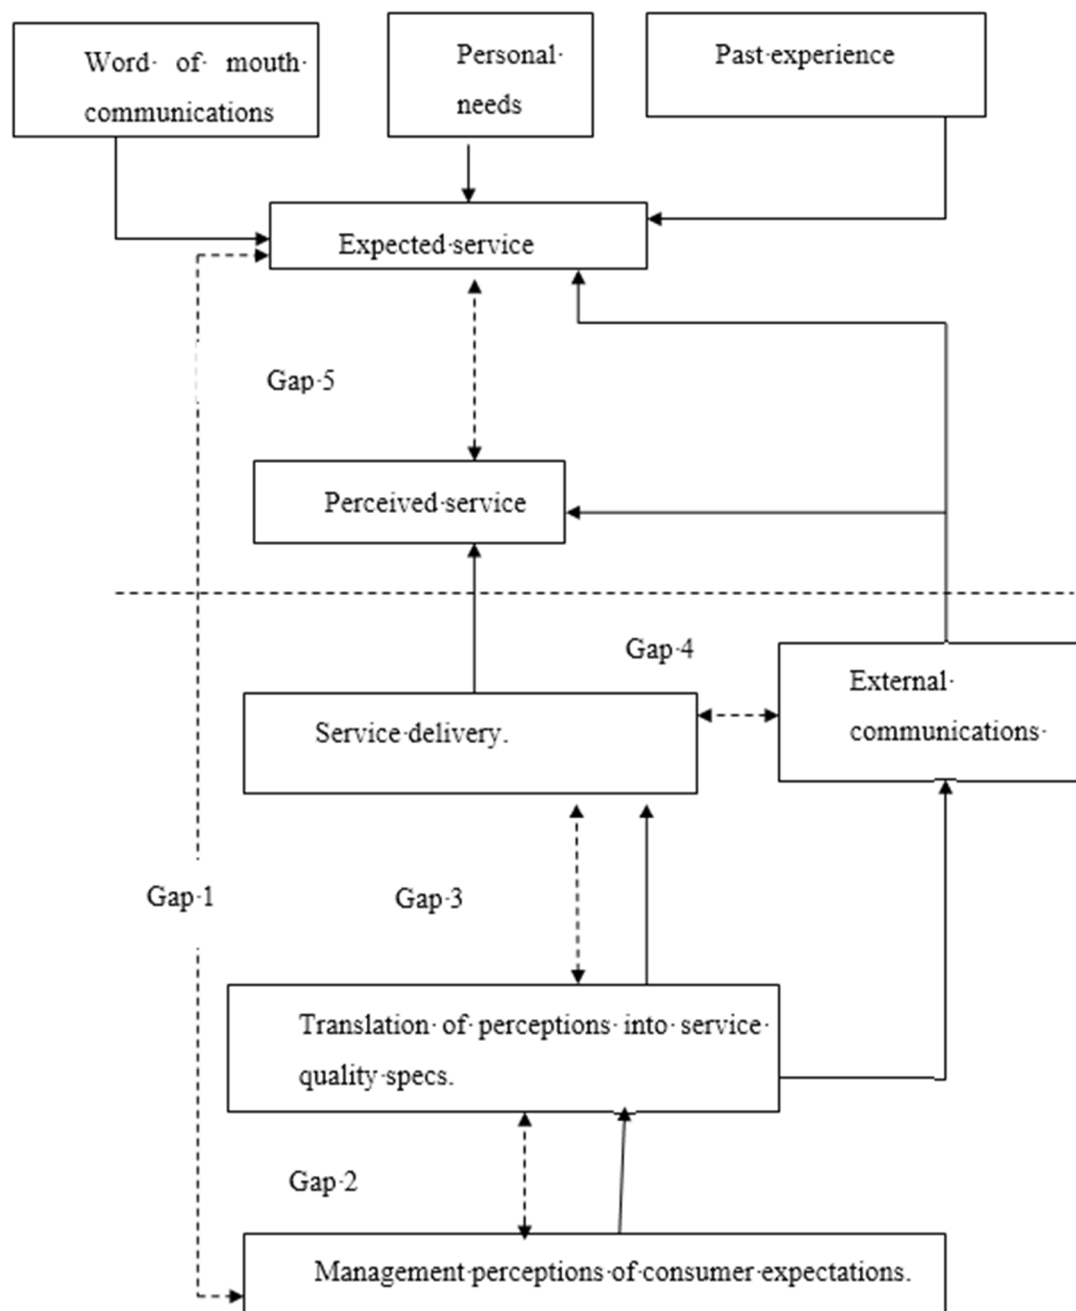 Word of mouth
communications
Personal
needs
Past experience
Expected service
Gap 5
Perceived service
Gap 4
External
communications
Service delivery.
Gap 1
Gap 3
Translation of perceptions into service
quality specs.
Gap 2
Management perceptions of consumer expectations.